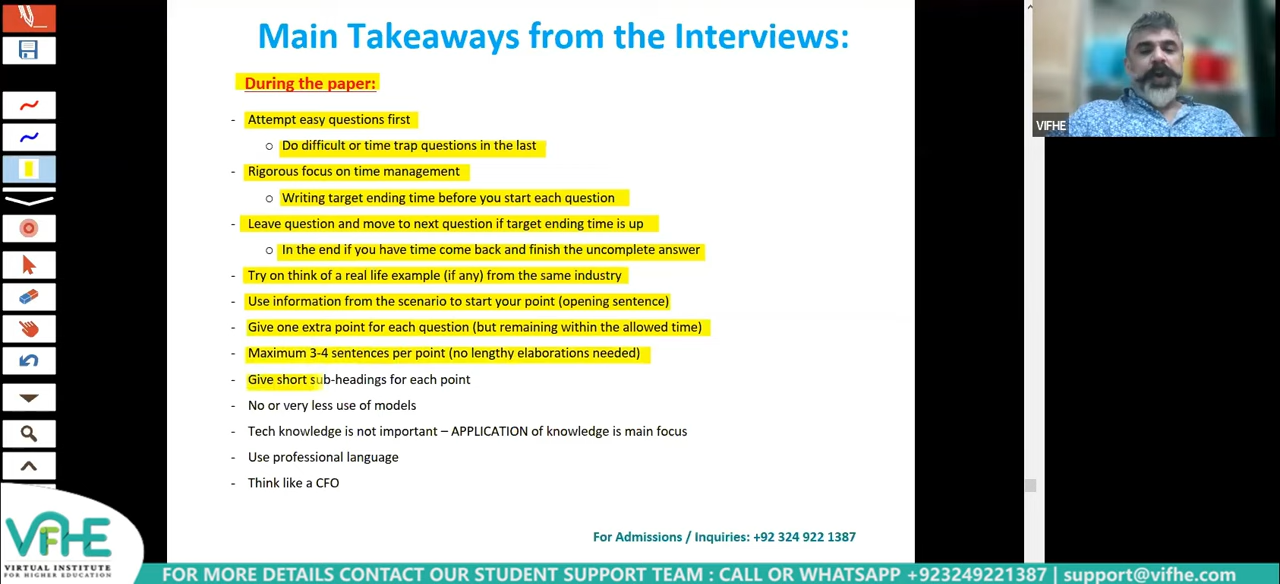 Main Takeaways from the Interviews:
During the paper:
- Attempt easy questions first
o Do difficult or time trap questions in the last
- Rigorous focus on time management
o Writing target ending time before you start each question
- Leave question and move to next question if target ending time is up
o In the end if you have time come back and finish the uncomplete answer
- Try on think of a real life example (if any) from the same industry
- Use information from the scenario to start your point (opening sentence)
- Give one extra point for each question (but remaining within the allowed time)
- Maximum 3-4 sentences per point (no lengthy elaborations needed)
- Give short sub-headings for each point
- No or very less use of models
- Tech knowledge is not important – APPLICATION of knowledge is main focus
- Use professional language
- Think like a CFO
For Admissions / Inquiries: +92 324 922 1387
VIFHE
VIFHE
VIRTUAL INSTITUTE
FOR HIGHER EDUCATION
FOR MORE DETAILS CONTACT OUR STUDENT SUPPORT TEAM : CALL OR WHATSAPP +923249221387 | support@vifhe.com